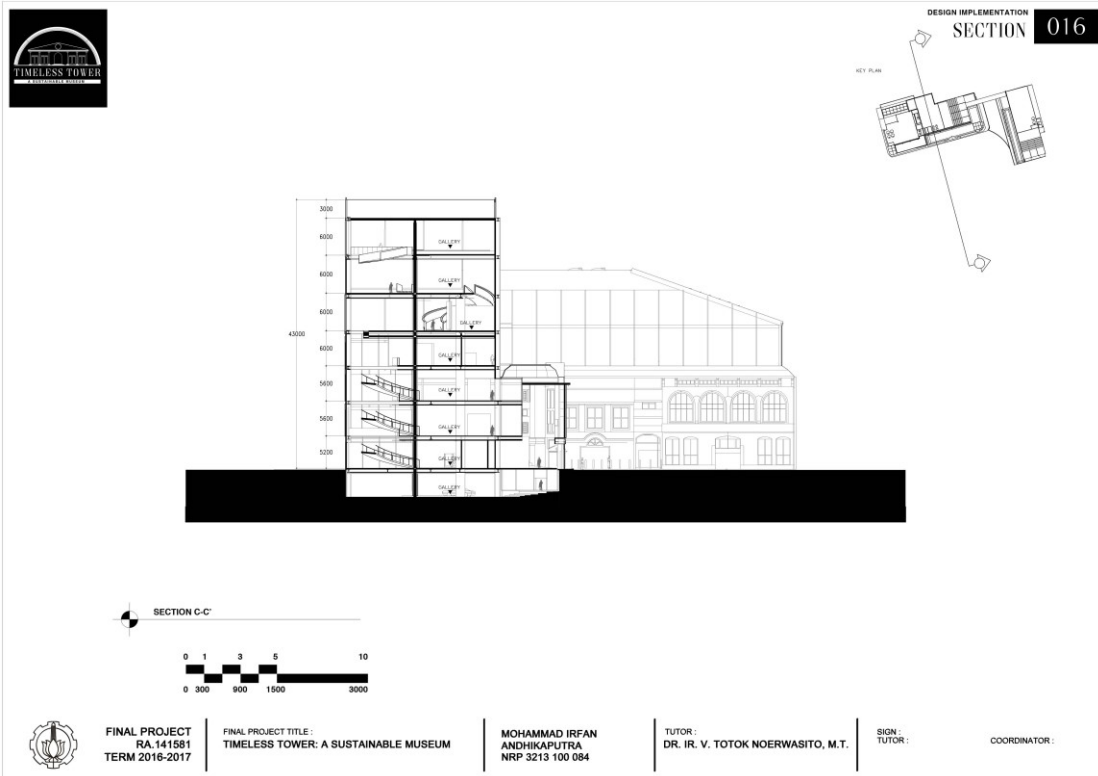 TIMELESS TOWER
A SUSTAINABLE MUSEUM
DESIGN IMPLEMENTATION
SECTION
016
KEY PLAN
3000
6000
6000
6000
6000
5600
5600
5200
43000
GALLERY
GALLERY
GALLERY
GALLERY
GALLERY
GALLERY
GALLERY
GALLERY
SECTION C-C'
0 1 3 5 10
0 300 900 1500 3000
FINAL PROJECT
RA.141581
TERM 2016-2017
FINAL PROJECT TITLE :
TIMELESS TOWER: A SUSTAINABLE MUSEUM
MOHAMMAD IRFAN
ANDHIKAPUTRA
NRP 3213 100 084
TUTOR :
DR. IR. V. TOTOK NOERWASITO, M.T.
SIGN :
TUTOR :
COORDINATOR :